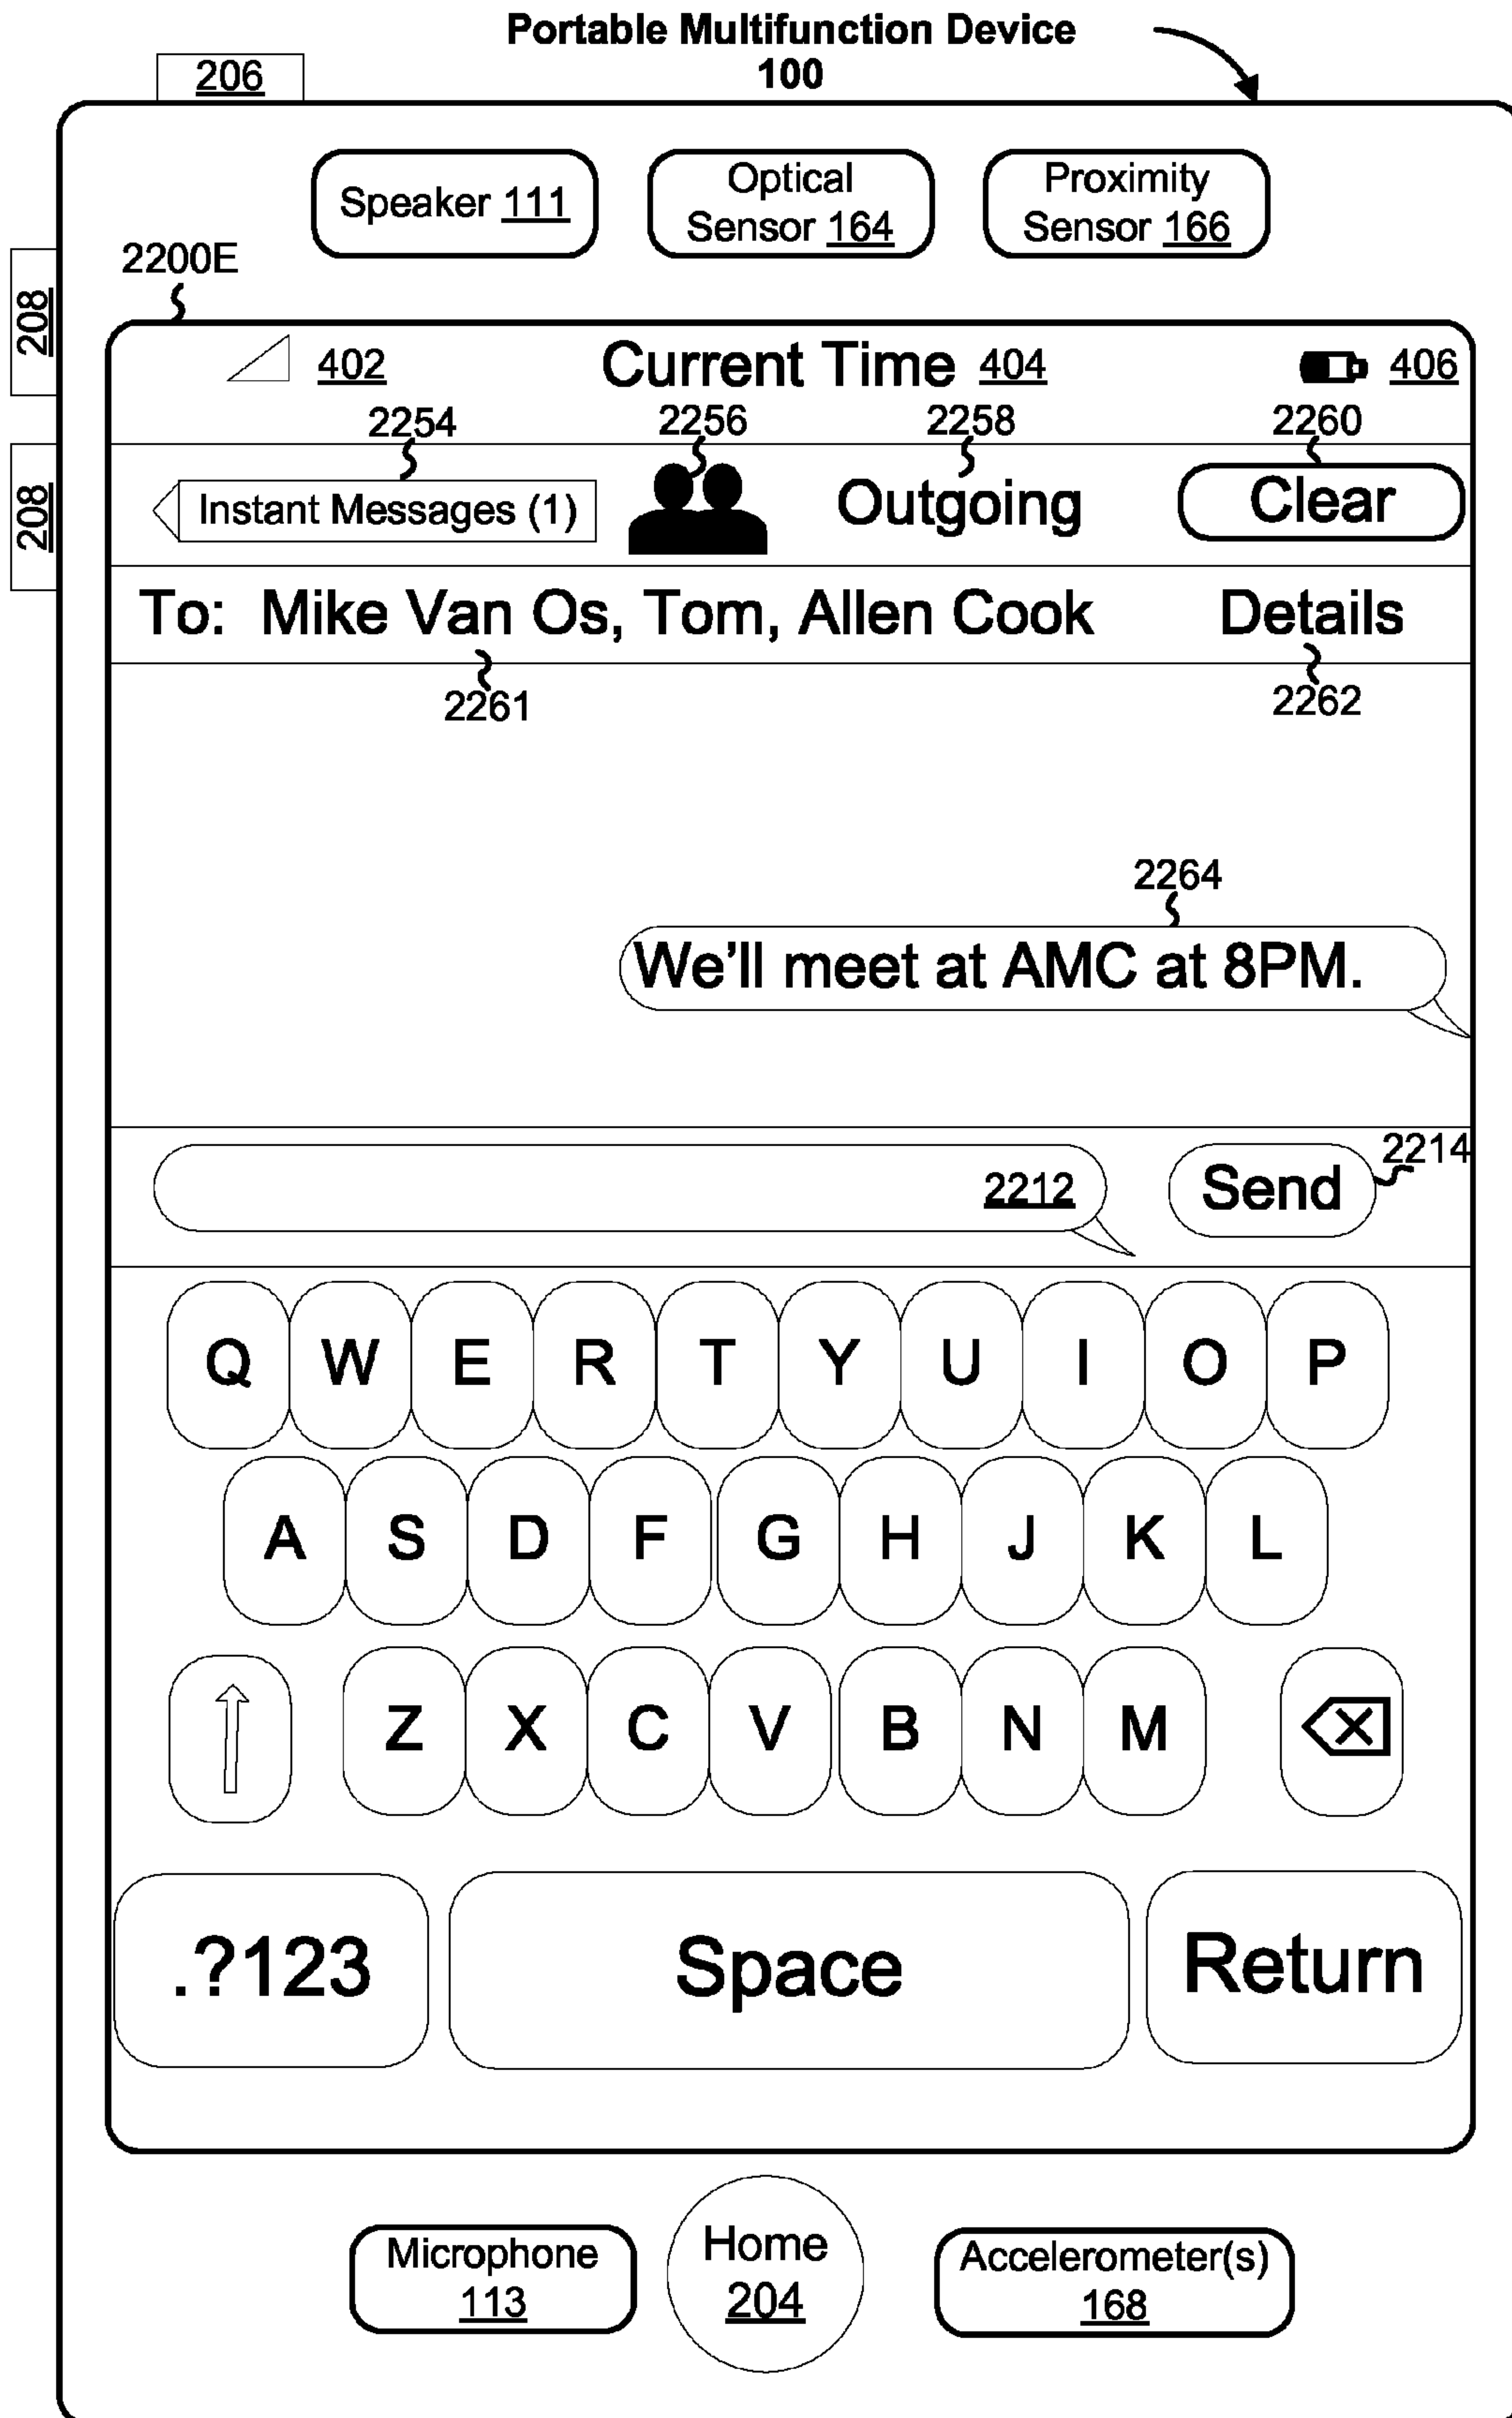 Portable Multifunction Device
100
206
Speaker 111
Optical
Sensor 164
Proximity
Sensor 166
2200E
208
208
402
Current Time 404
406
2254
2256
2258
2260
Instant Messages (1)
Outgoing
Clear
To: Mike Van Os, Tom, Allen Cook
Details
2261
2262
2264
We'll meet at AMC at 8PM.
2212
Send
2214
Q W E R T Y U I O P
A S D F G H J K L
Z X C V B N M
.?123
Space
Return
Microphone
113
Home
204
Accelerometer(s)
168